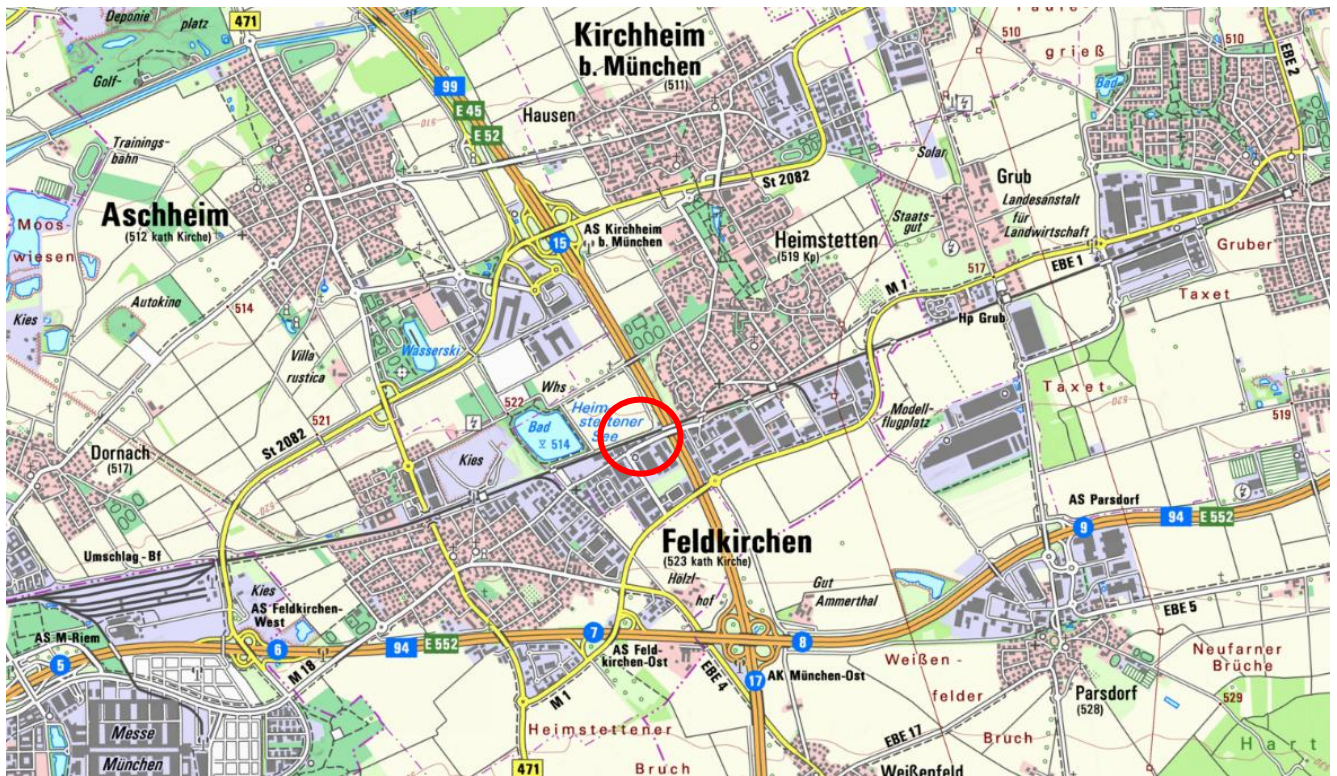 Deponie
platz
471
Golf-
Kirchheim
b. München
(511)
510
grieß
510
Bad
EBE 2
99
E 45
E 52
510
Hausen
Trainings-
bahn
Solar
St 2082
Grub
Landesanstalt
für
Landwirtschaft
Moos-
wiesen
Aschheim
(512 kath Kirche)
15
AS Kirchheim
b. München
Staats-
gut
Heimstetten
(519 Kp)
Gruber
517
EBE 1
M 1
Taxet
Autokino
514
Kies
Hp Grub
Wasserski
Villa
rustica
Whs
522
Heim
stettener
See
Bad
514
Taxet
520
Modell-
flugplatz
519
521
St 2082
Dornach
(517)
520
Kies
AS Parsdorf
9
94
E 552
Feldkirchen
(523 kath Kirche)
Umschlag-Bf
Hölzl-
hof
Gut
Ammerthal
Kies
AS Feldkirchen-
West
EBE 5
AS M-Riem
5
6
94
E 552
7
8
AS Feld-
kirchen-Ost
M 18
EBE 4
17
AK München-Ost
Weißen-
felder
Neufarner
Brüche
Parsdorf
(528)
529
M 1
Heimstettener
Bruch
Messe
München
EBE 17
Bruch
Hart
471
Weißenfeld